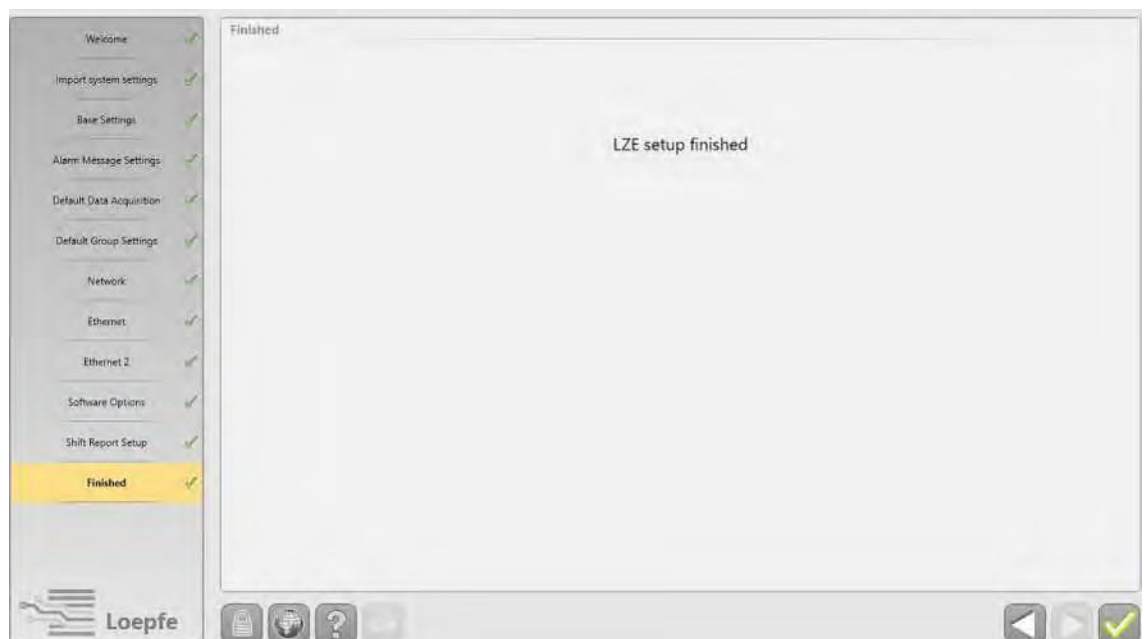 Welcome
Import system settings
Base Settings
Alarm Message Settings
Default Data Acquisition
Default Group Settings
Network
Ethernet
Ethernet 2
Software Options
Shift Report Setup
Finished
Loepfe
Finished
LZE setup finished
?